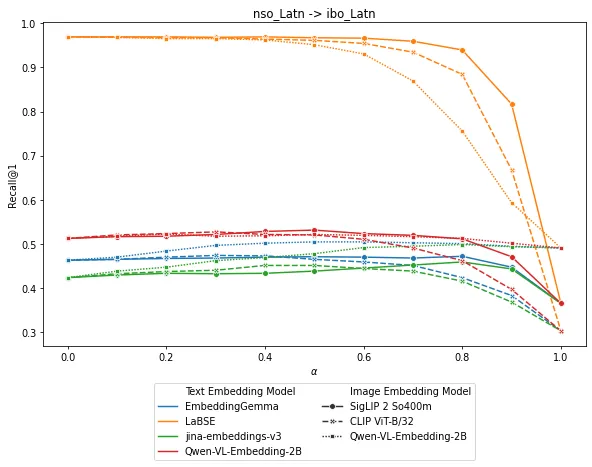 nso_Latn -> ibo_Latn
1.0
0.9
0.8
0.7
0.6
0.5
0.4
0.3
Recall@1
0.0 0.2 0.4 0.6 0.8 1.0
α
Text Embedding Model Image Embedding Model
EmbeddingGemma SigLIP 2 So400m
LaBSE CLIP ViT-B/32
jina-embeddings-v3 Qwen-VL-Embedding-2B
Qwen-VL-Embedding-2B